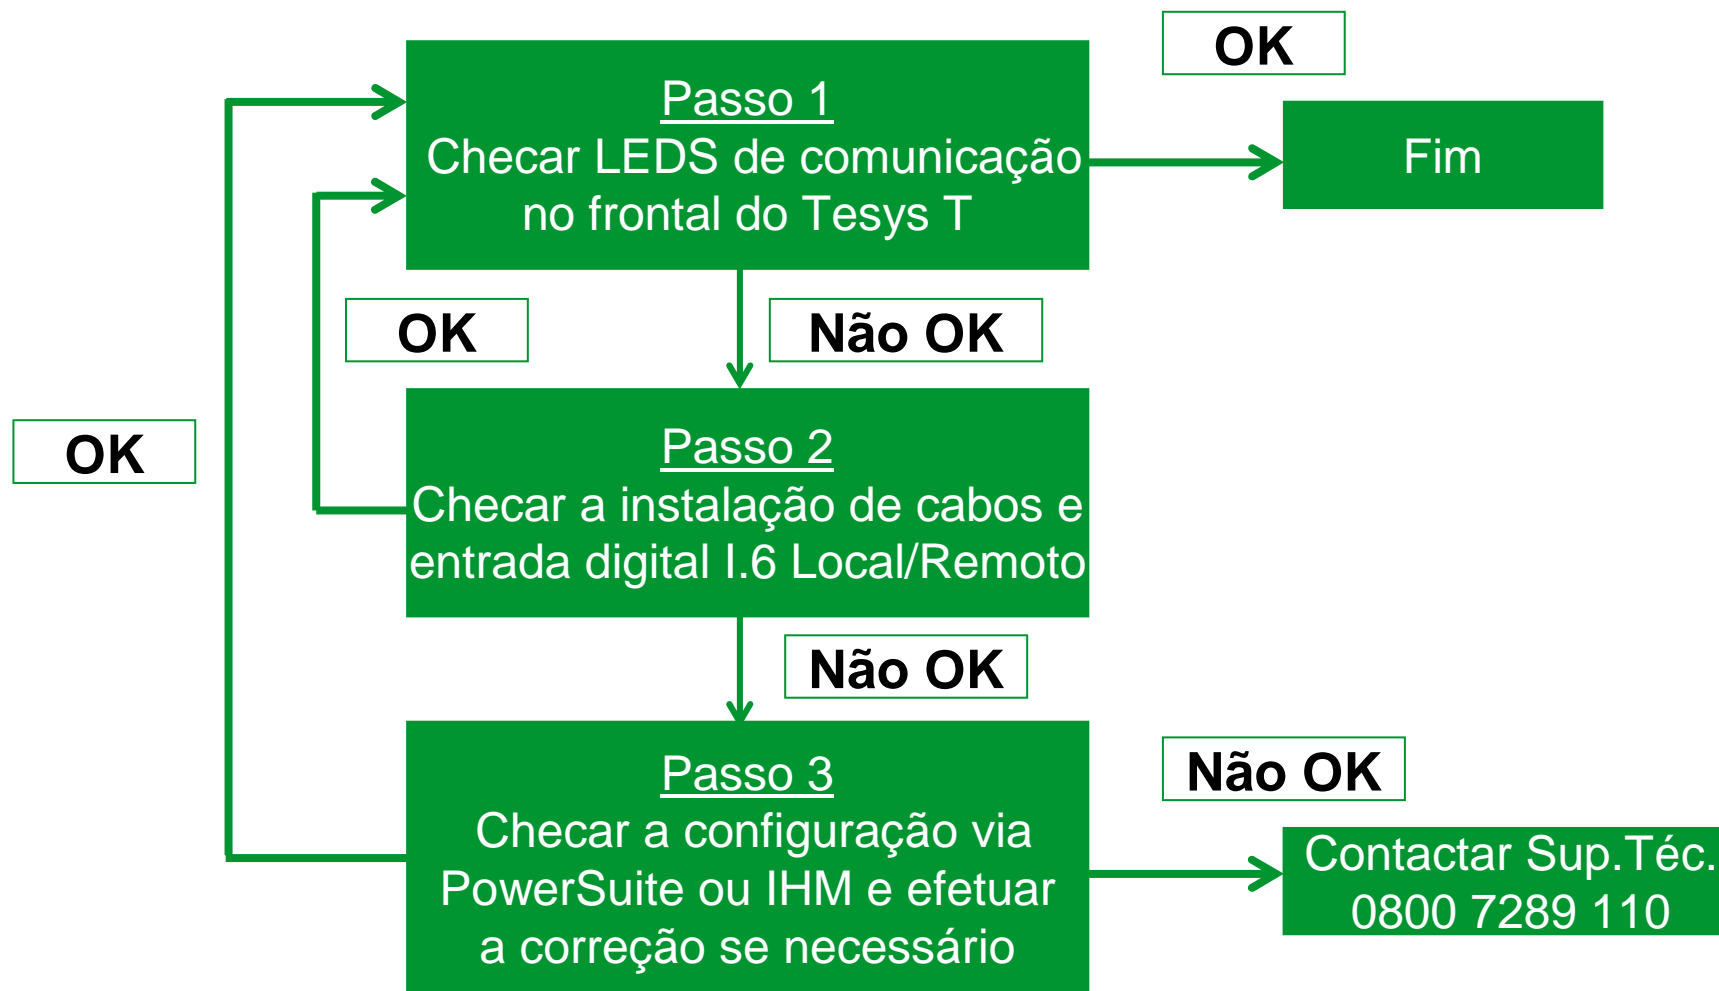 OK
Passo 1
Checar LEDS de comunicação
no frontal do Tesys T
Fim
OK
Não OK
OK
Passo 2
Checar a instalação de cabos e
entrada digital I.6 Local/Remoto
Não OK
Passo 3
Checar a configuração via
PowerSuite ou IHM e efetuar
a correção se necessário
Não OK
Contactar Sup.Téc.
0800 7289 110